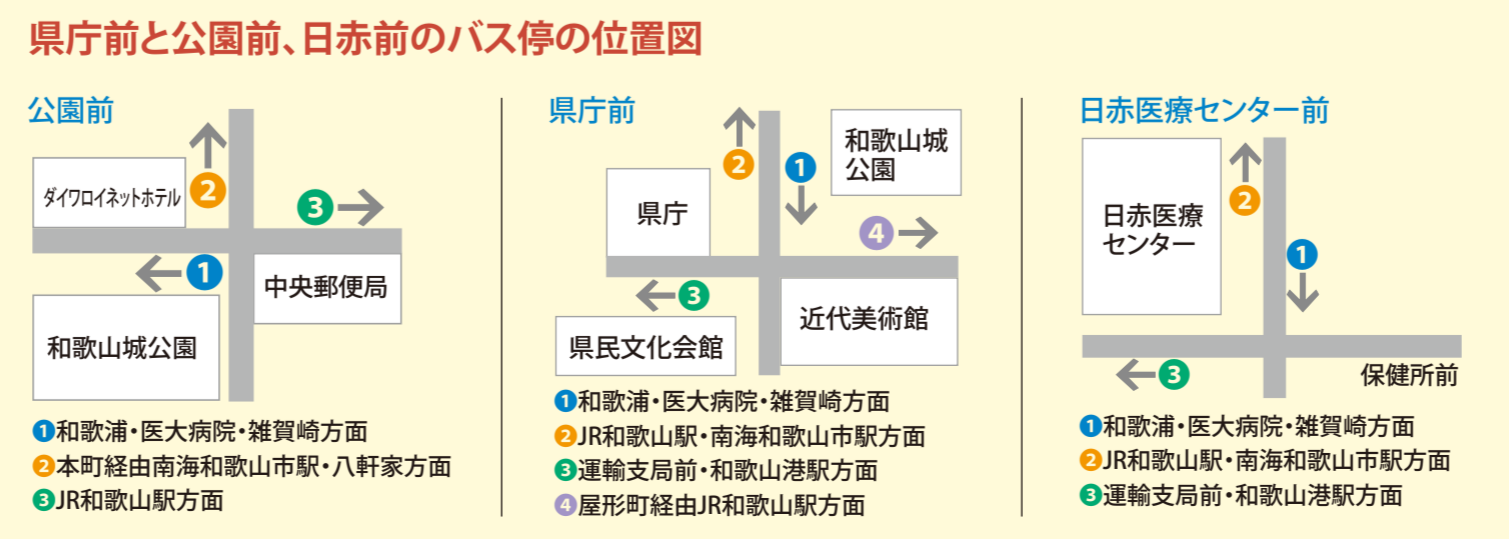 県庁前と公園前、日赤前のバス停の位置図
公園前
ダイワロイネットホテル
2
3
1
中央郵便局
和歌山城公園
1和歌浦・医大病院・雑賀崎方面
2本町経由南海和歌山市駅・八軒家方面
3JR和歌山駅方面
県庁前
2
1
和歌山城
公園
県庁
4
3
県民文化会館
近代美術館
1和歌浦・医大病院・雑賀崎方面
2JR和歌山駅・南海和歌山市駅方面
3運輸支局前・和歌山港駅方面
4屋形町経由JR和歌山駅方面
日赤医療センター前
日赤医療
センター
2
1
3
保健所前
1和歌浦・医大病院・雑賀崎方面
2JR和歌山駅・南海和歌山市駅方面
3運輸支局前・和歌山港駅方面